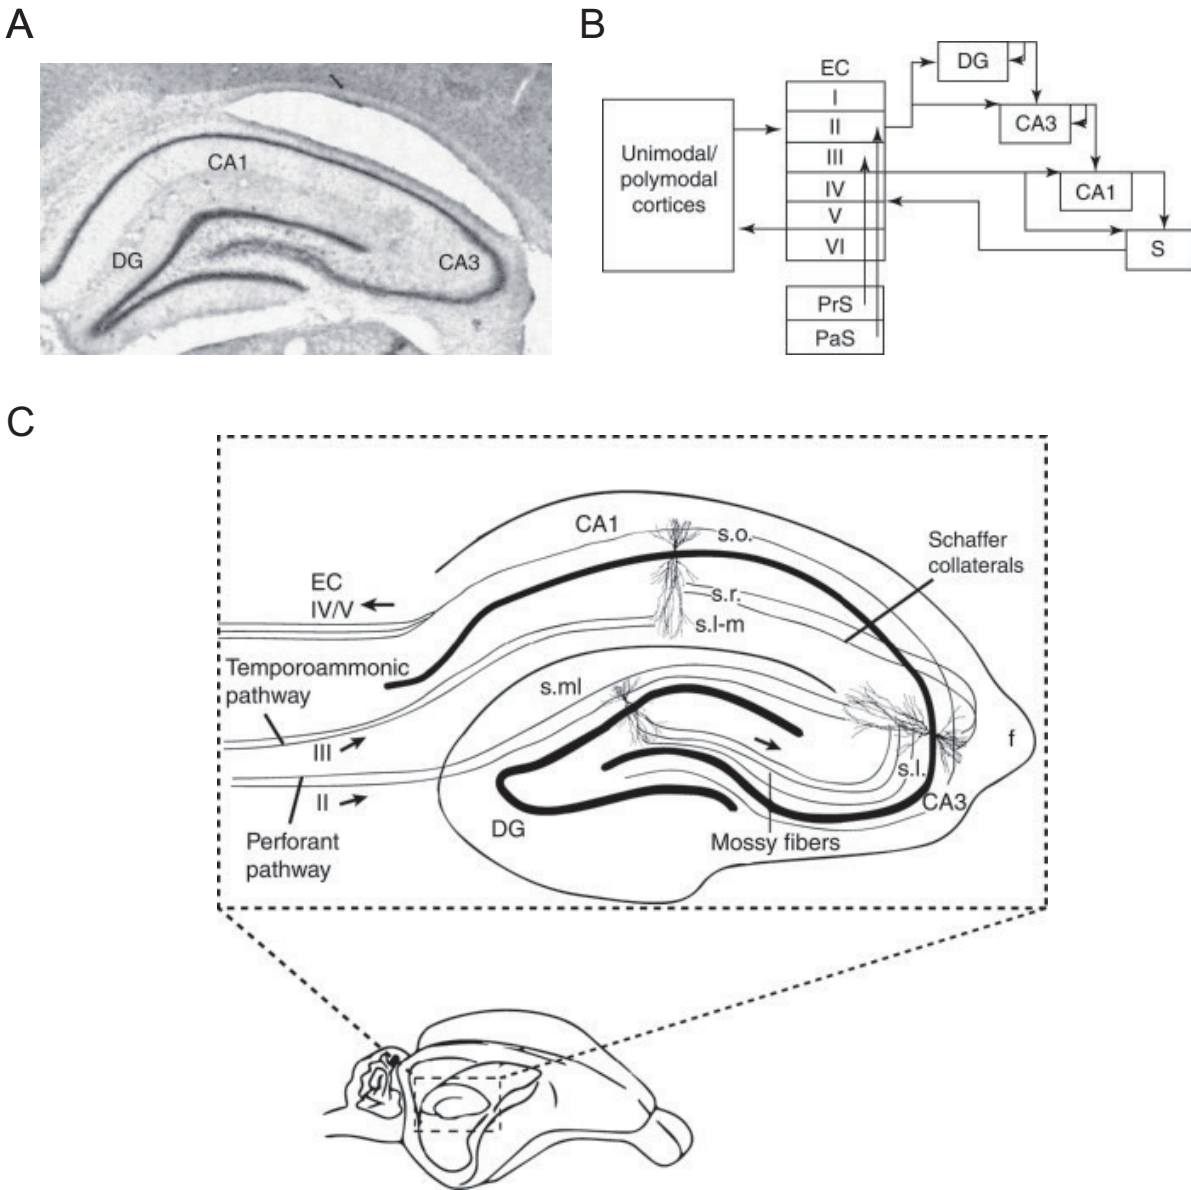 A
CA1
DG
CA3
B
Unimodal/
polymodal
cortices
EC
I
II
III
IV
V
VI
PrS
PaS
DG
CA3
CA1
S
C
CA1
s.o.
Schaffer
collaterals
EC
IV/V
s.r.
s.l-m
Temporoammonic
pathway
s.ml
III
f
s.l.
II
CA3
DG
Mossy fibers
Perforant
pathway